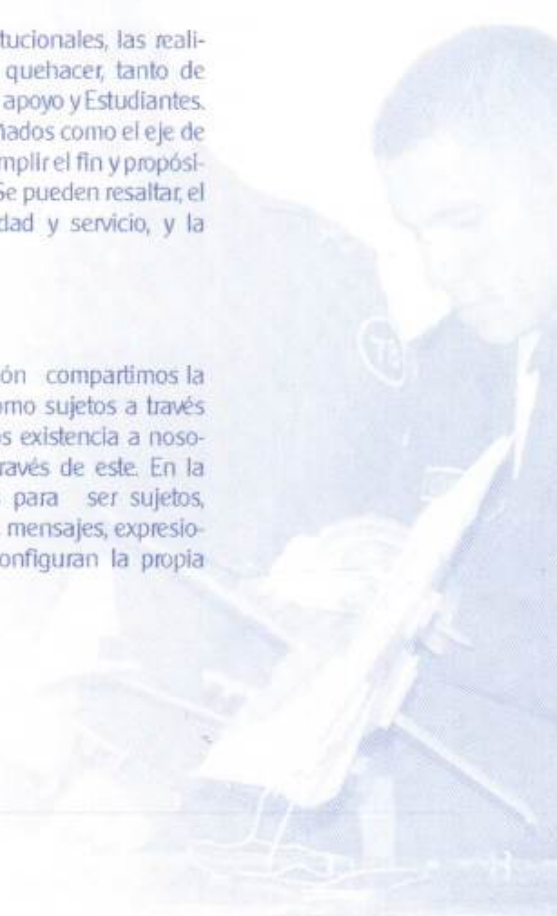 tucionales, las reali-
quehacer, tanto de
apoyo y Estudiantes.
ñados como el eje de
mplir el fin y propósi-
Se pueden resaltar, el
dad y servicio, y la
ón compartimos la
omo sujetos a través
os existencia a noso-
ravés de este. En la
para ser sujetos,
mensajes, expresio-
onfiguran la propia